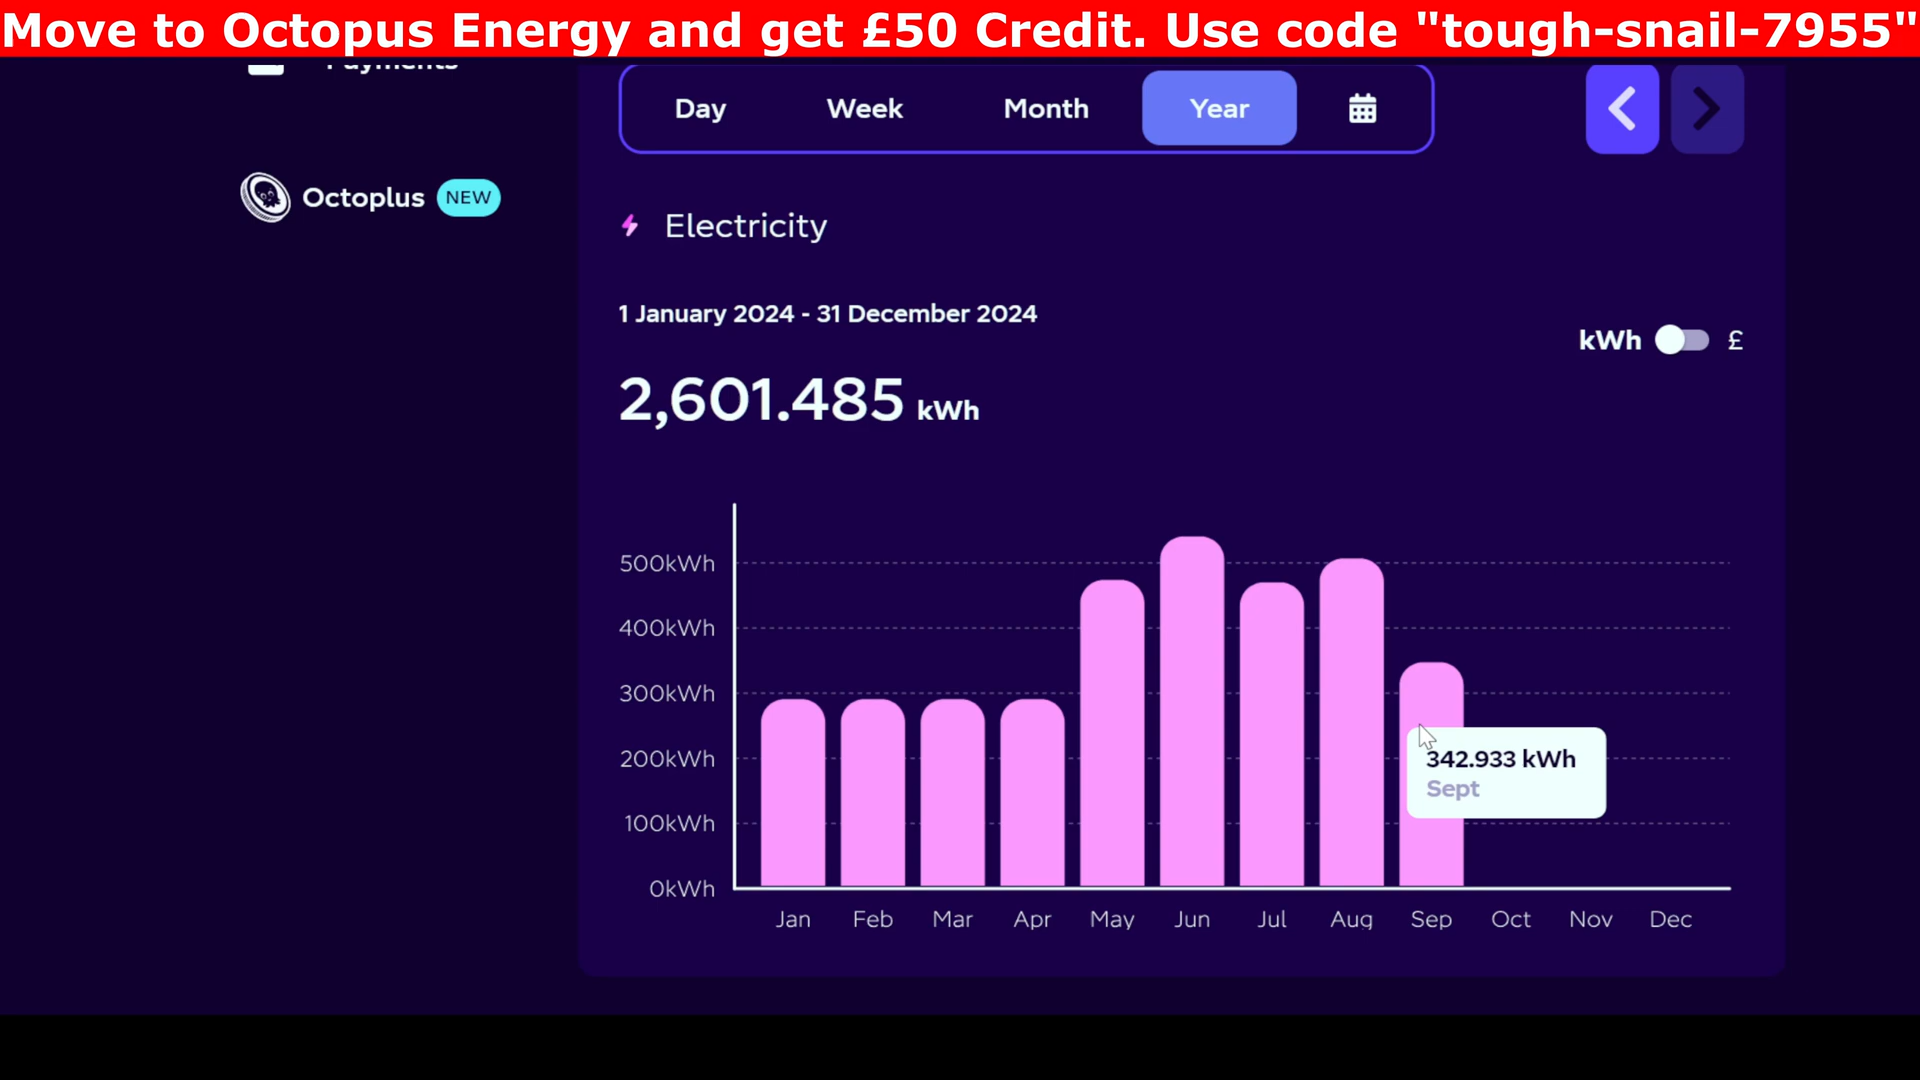 Move to Octopus Energy and get £50 Credit. Use code "tough-snail-7955"
Payments
Day Week Month Year
Octoplus NEW
Electricity
1 January 2024 - 31 December 2024
kWh £
2,601.485 kWh
500kWh
400kWh
300kWh
200kWh
100kWh
0kWh
342.933 kWh
Sept
Jan Feb Mar Apr May Jun Jul Aug Sep Oct Nov Dec